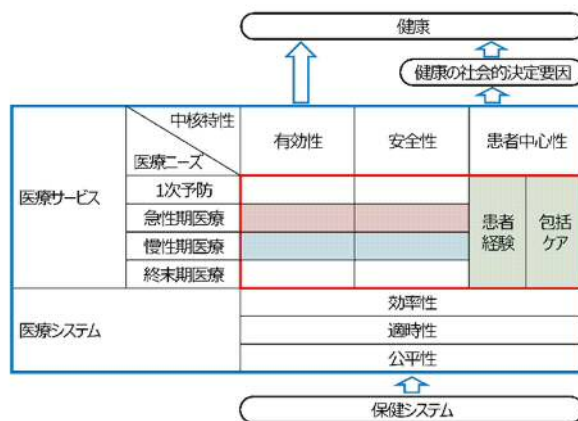 健康
健康の社会的決定要因
中核特性
医療ニーズ
有効性
安全性
患者中心性
医療サービス
1次予防
急性期医療
慢性期医療
終末期医療
患者
経験
包括
ケア
医療システム
効率性
適時性
公平性
保健システム